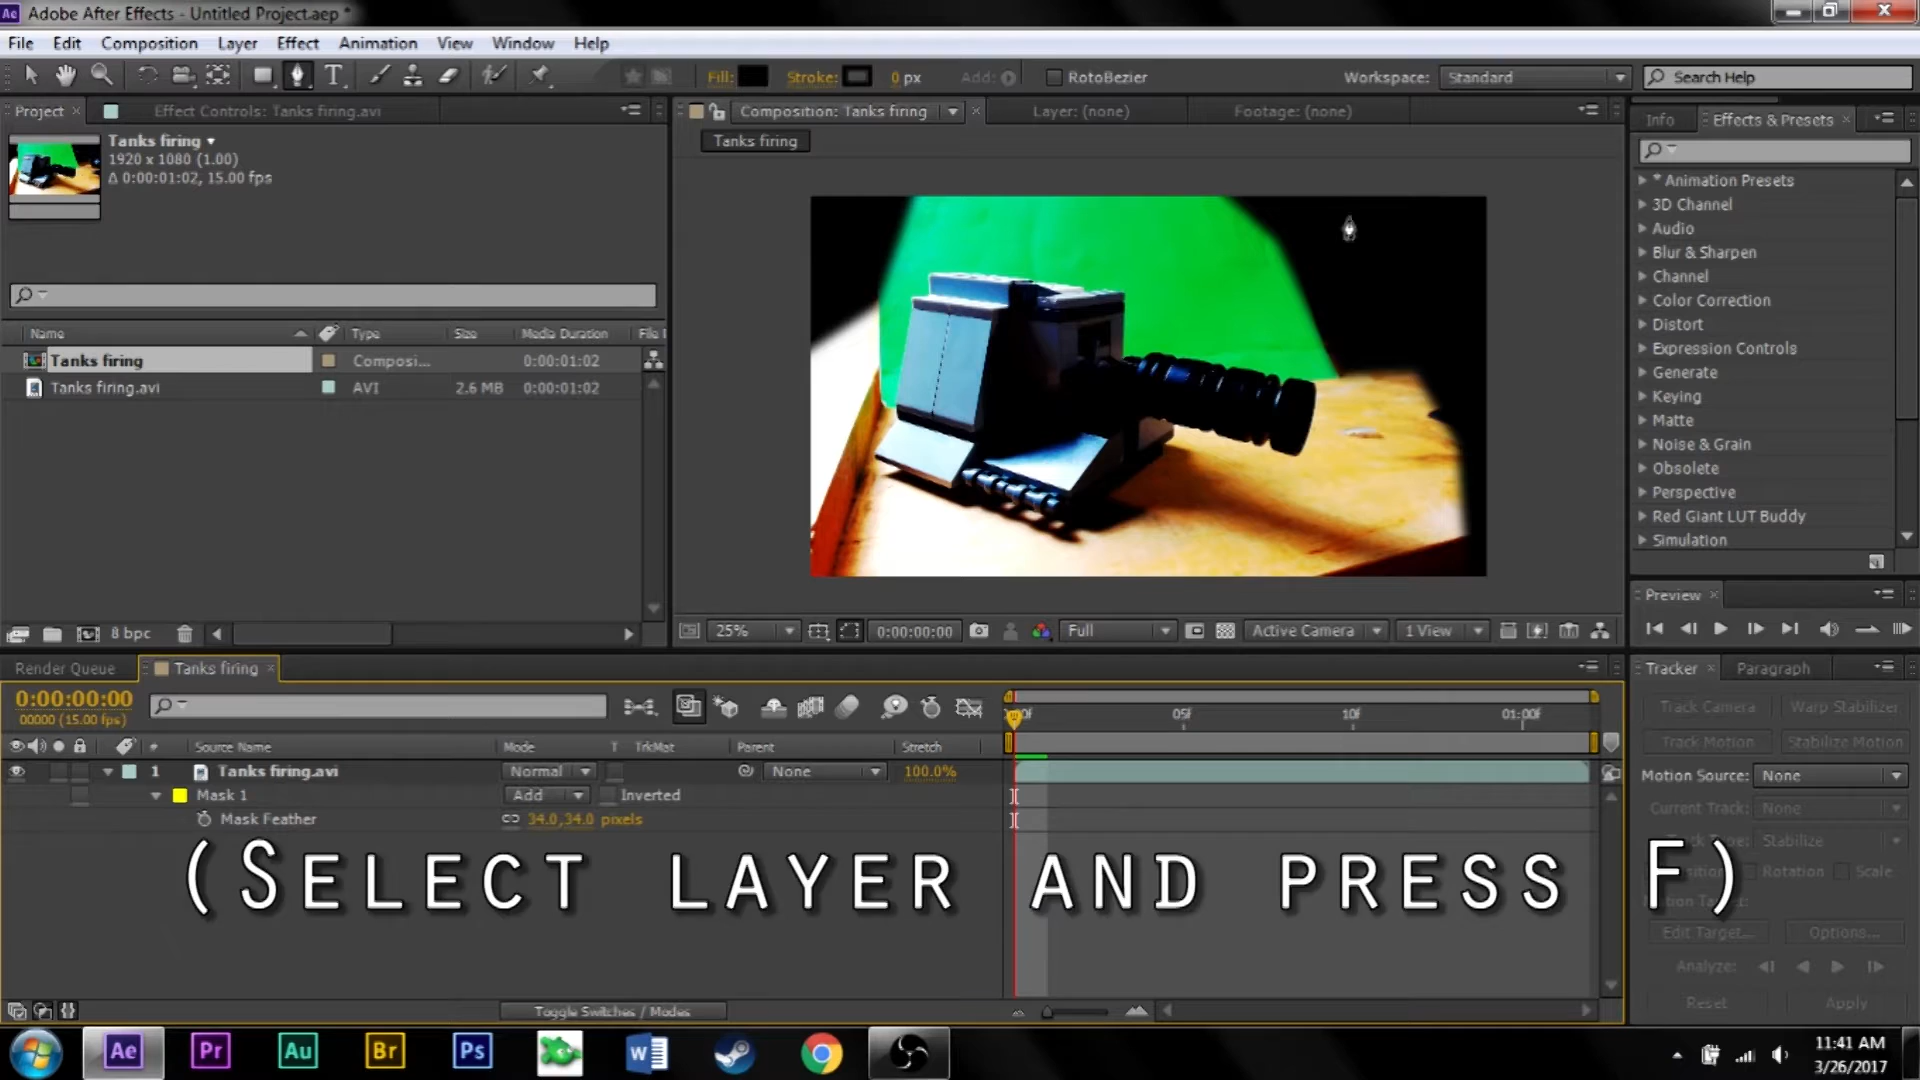 Ae Adobe After Effects - Untitled Project.aep *
File Edit Composition Layer Effect Animation View Window Help
T Fill: Stroke: 0 px Add: RotoBezier Workspace: Standard Search Help
Project Effect Controls: Tanks firing.avi
Tanks firing
1920 x 1080 (1.00)
Δ 0:00:01:02, 15.00 fps
Name Type Size Media Duration File
Tanks firing Composi... 0:00:01:02
Tanks firing.avi AVI 2.6 MB 0:00:01:02
8 bpc
Composition: Tanks firing Layer: (none) Footage: (none)
Tanks firing
25% 0:00:00:00 Full Active Camera 1 View
Info Effects & Presets
* Animation Presets
3D Channel
Audio
Blur & Sharpen
Channel
Color Correction
Distort
Expression Controls
Generate
Keying
Matte
Noise & Grain
Obsolete
Perspective
Red Giant LUT Buddy
Simulation
Preview
Render Queue Tanks firing
0:00:00:00
00000 (15.00 fps)
05f 10f 01:00f
# Source Name Mode T TrkMat Parent Stretch
1 Tanks firing.avi Normal None 100.0%
Mask 1 Add Inverted
Mask Feather 34.0,34.0 pixels
(Select layer and press F)
Toggle Switches / Modes
Tracker Paragraph
Track Camera Warp Stabilizer
Track Motion Stabilize Motion
Motion Source: None
Current Track: None
Stabilize
Rotation Scale
Edit Target... Options...
Analyze:
Reset Apply
Ae Pr Au Br Ps W
11:41 AM
3/26/2017